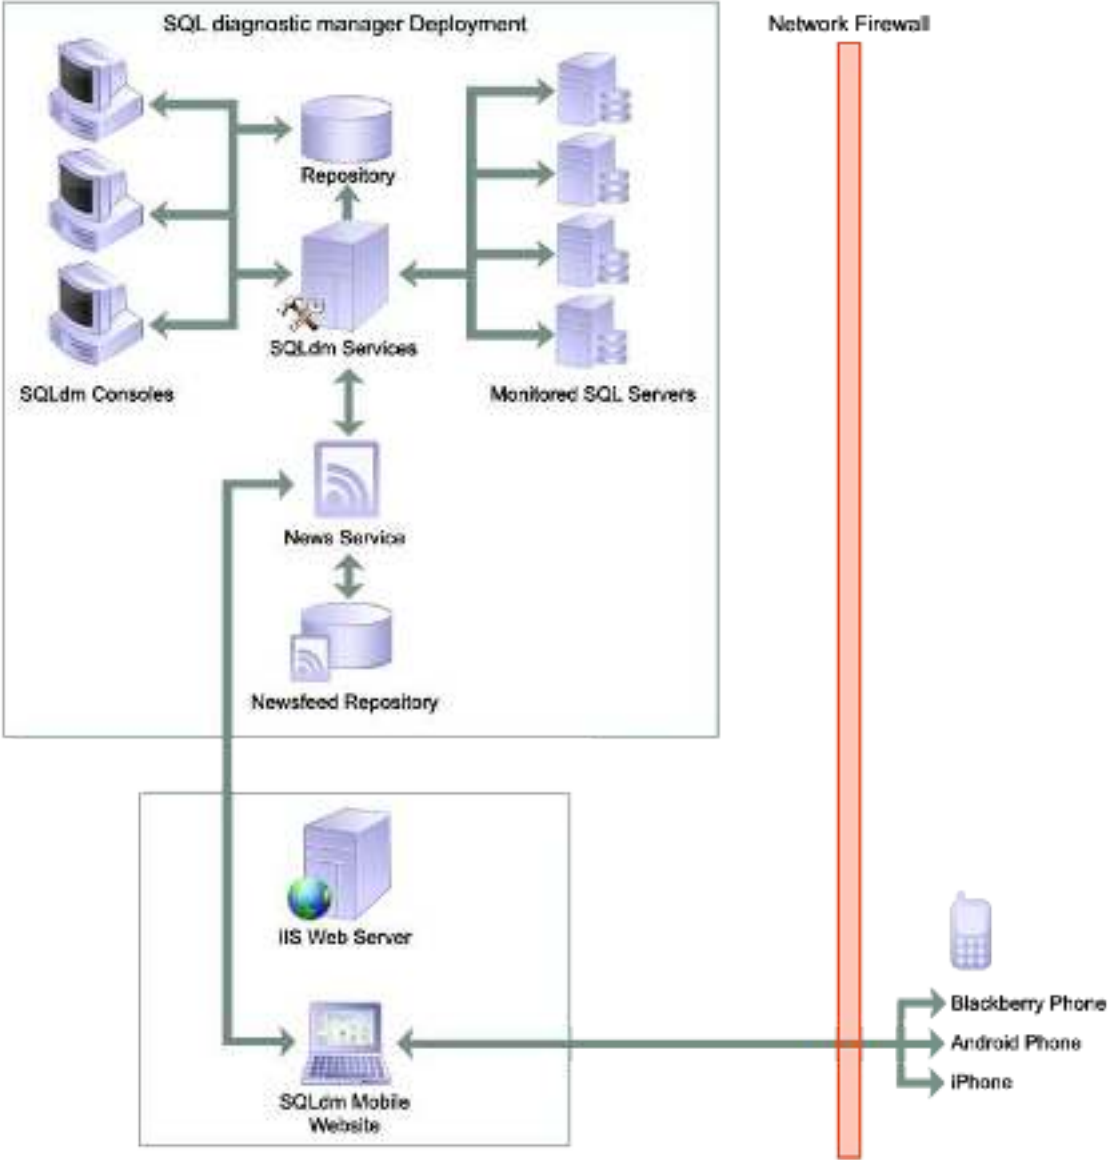 SQL diagnostic manager Deployment
Network Firewall
Repository
SQLdm Services
SQLdm Consoles
Monitored SQL Servers
News Service
Newsfeed Repository
IIS Web Server
Blackberry Phone
Android Phone
iPhone
SQLdm Mobile
Website